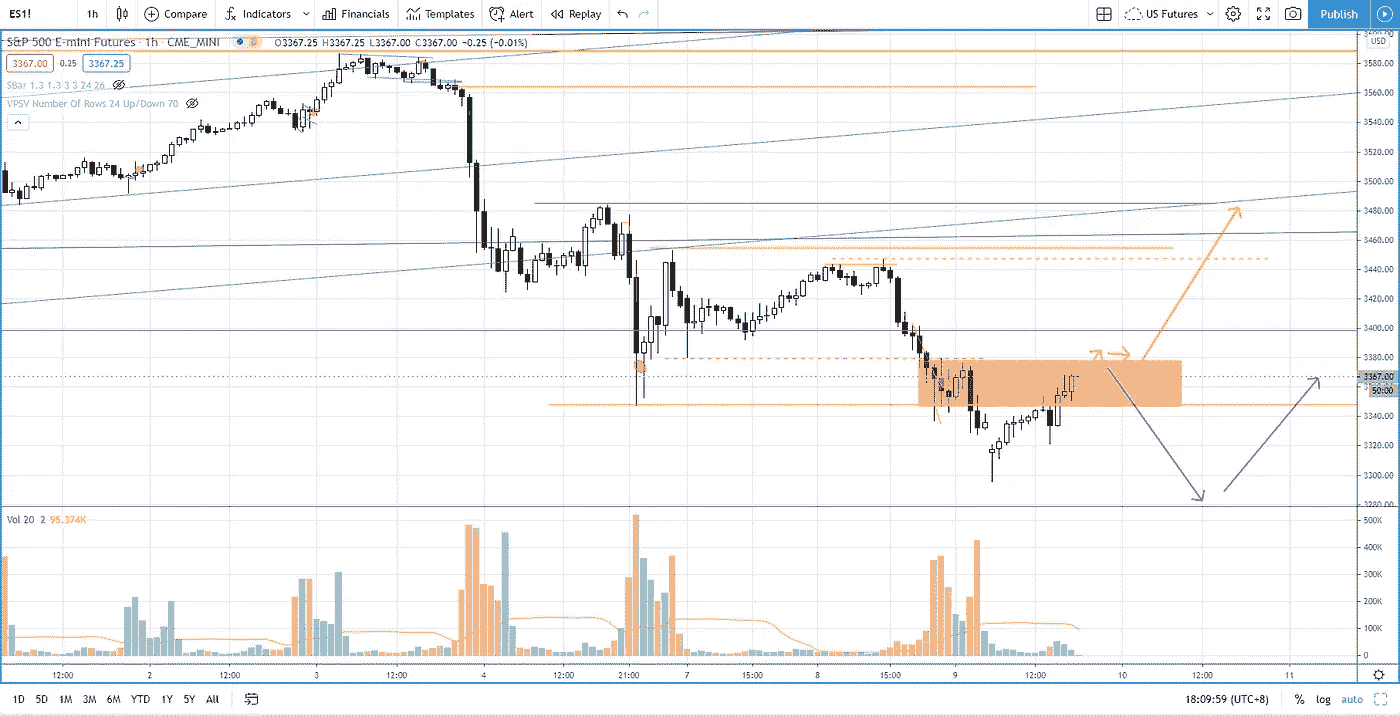 ES1! 1h Compare Indicators Financials Templates Alert Replay US Futures Publish
S&P 500 E-mini Futures · 1h · CME_MINI O3367.25 H3367.25 L3367.00 C3367.00 −0.25 (−0.01%)
USD
3367.00 0.25 3367.25
SBar 1.3 1.3 3 3 24 26
VPSV Number Of Rows 24 Up/Down 70
3580.00
3560.00
3540.00
3520.00
3500.00
3480.00
3460.00
3440.00
3420.00
3400.00
3380.00
3367.00
50:00
3340.00
3320.00
3300.00
3280.00
Vol 20 2 95.374K
500K
400K
300K
200K
100K
0
12:00 2 12:00 3 12:00 4 12:00 21:00 7 12:00 8 15:00 9 12:00 10 12:00 11
1D 5D 1M 3M 6M YTD 1Y 5Y All 18:09:59 (UTC+8) % log auto